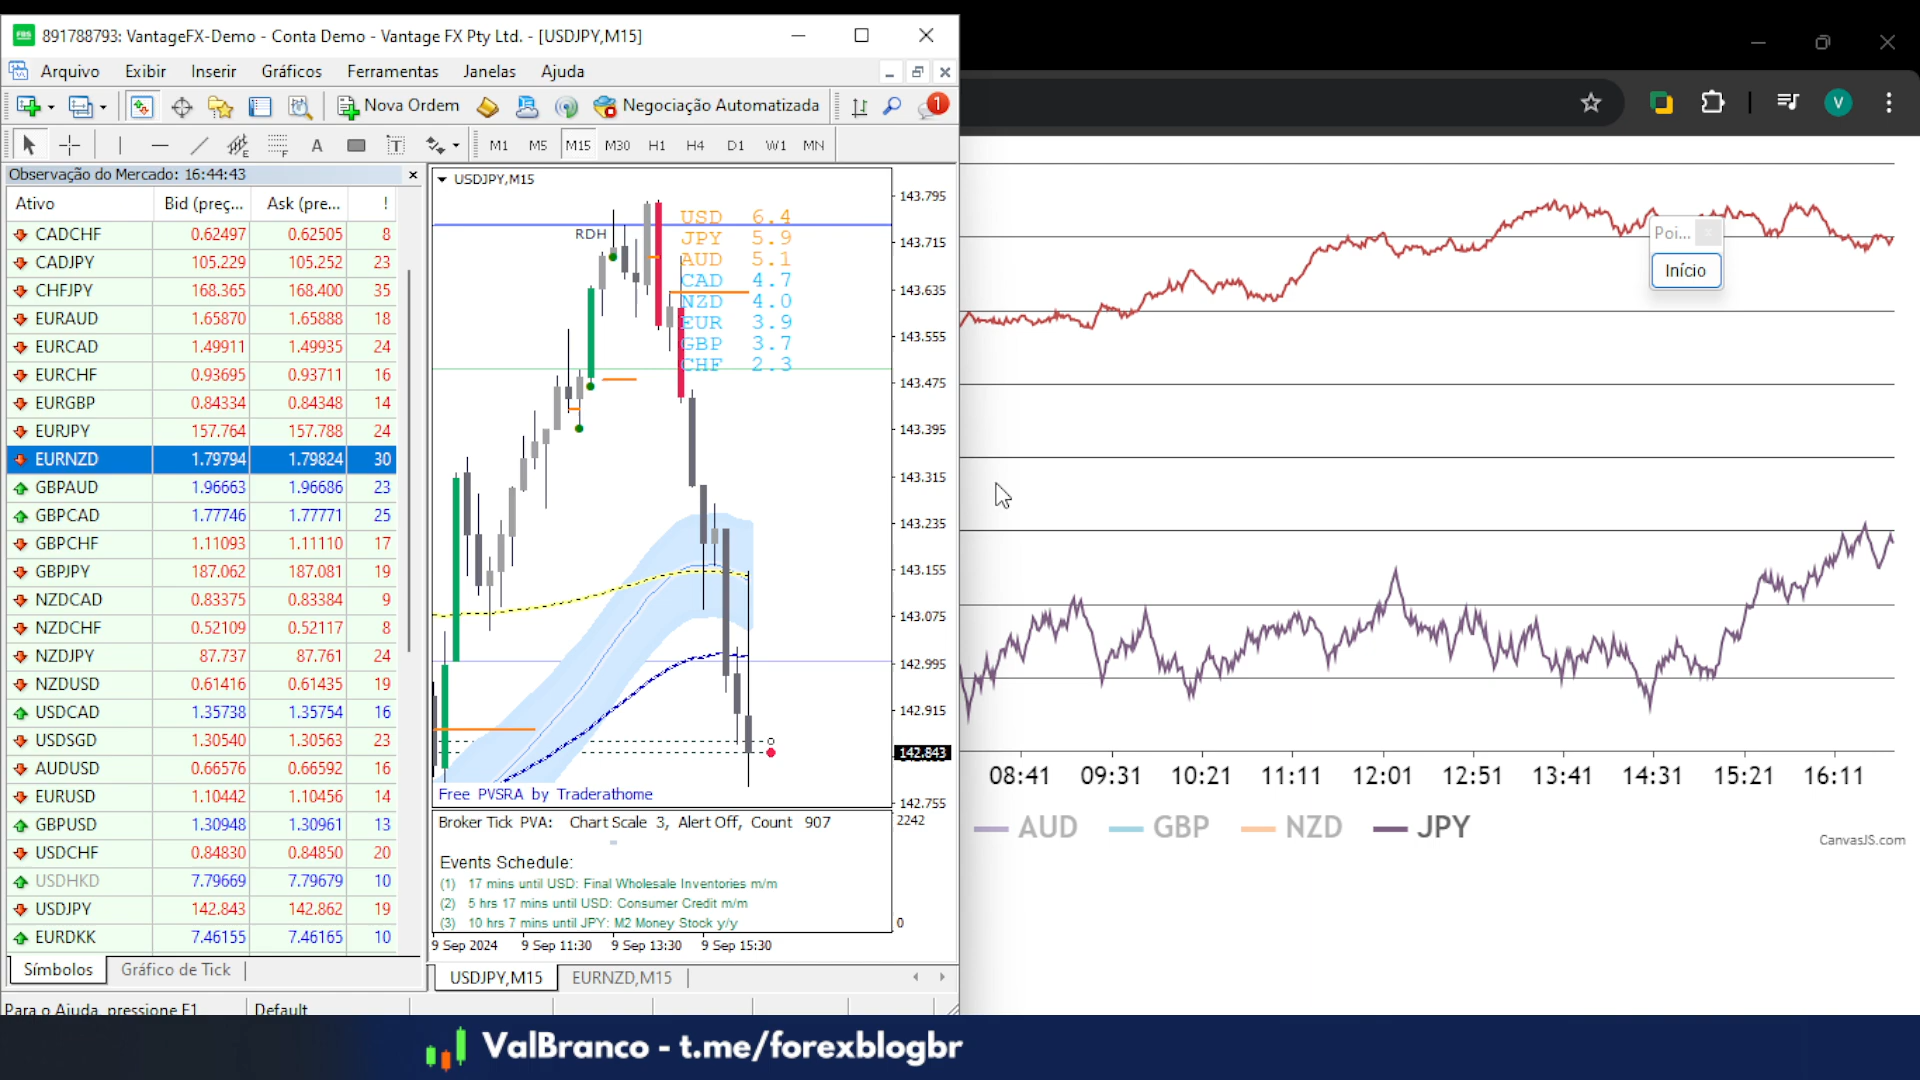 891788793: VantageFX-Demo - Conta Demo - Vantage FX Pty Ltd. - [USDJPY,M15]
Arquivo Exibir Inserir Gráficos Ferramentas Janelas Ajuda
Nova Ordem Negociação Automatizada 1
M1 M5 M15 M30 H1 H4 D1 W1 MN
Observação do Mercado: 16:44:43
Ativo Bid (preç... Ask (pre... !
CADCHF 0.62497 0.62505 8
CADJPY 105.229 105.252 23
CHFJPY 168.365 168.400 35
EURAUD 1.65870 1.65888 18
EURCAD 1.49911 1.49935 24
EURCHF 0.93695 0.93711 16
EURGBP 0.84334 0.84348 14
EURJPY 157.764 157.788 24
EURNZD 1.79794 1.79824 30
GBPAUD 1.96663 1.96686 23
GBPCAD 1.77746 1.77771 25
GBPCHF 1.11093 1.11110 17
GBPJPY 187.062 187.081 19
NZDCAD 0.83375 0.83384 9
NZDCHF 0.52109 0.52117 8
NZDJPY 87.737 87.761 24
NZDUSD 0.61416 0.61435 19
USDCAD 1.35738 1.35754 16
USDSGD 1.30540 1.30563 23
AUDUSD 0.66576 0.66592 16
EURUSD 1.10442 1.10456 14
GBPUSD 1.30948 1.30961 13
USDCHF 0.84830 0.84850 20
USDHKD 7.79669 7.79679 10
USDJPY 142.843 142.862 19
EURDKK 7.46155 7.46165 10
Símbolos Gráfico de Tick
Para o Ajuda, pressione F1 Default
USDJPY,M15
RDH
USD 6.4
JPY 5.9
AUD 5.1
CAD 4.7
NZD 4.0
EUR 3.9
GBP 3.7
CHF 2.3
143.795
143.715
143.635
143.555
143.475
143.395
143.315
143.235
143.155
143.075
142.995
142.915
142.843
142.755
Free PVSRA by Traderathome
Broker Tick PVA: Chart Scale 3, Alert Off, Count 907
2242
Events Schedule:
(1) 17 mins until USD: Final Wholesale Inventories m/m
(2) 5 hrs 17 mins until USD: Consumer Credit m/m
(3) 10 hrs 7 mins until JPY: M2 Money Stock y/y
0
9 Sep 2024 9 Sep 11:30 9 Sep 13:30 9 Sep 15:30
USDJPY,M15 EURNZD,M15
V
Poi...
Início
08:41 09:31 10:21 11:11 12:01 12:51 13:41 14:31 15:21 16:11
AUD GBP NZD JPY
CanvasJS.com
ValBranco - t.me/forexblogbr